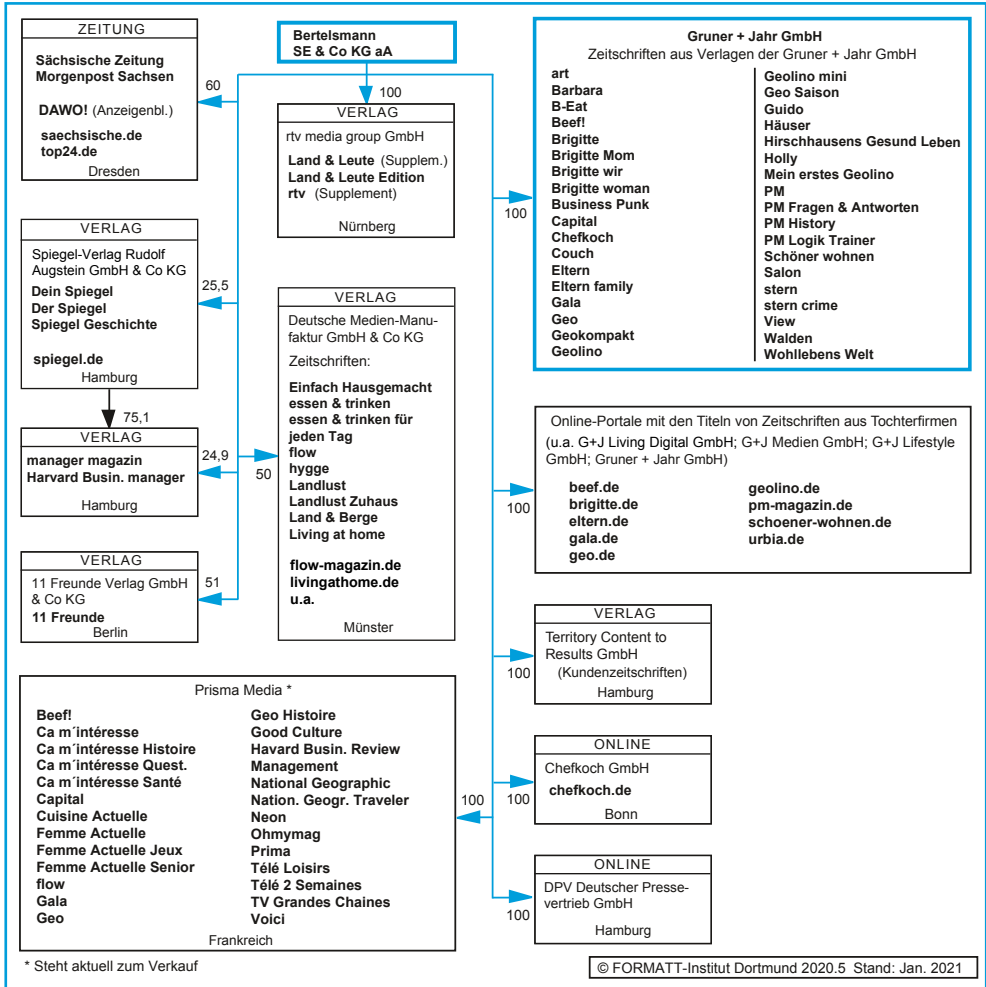 ZEITUNG
Sächsische Zeitung
Morgenpost Sachsen
DAWO! (Anzeigenbl.)
saechsische.de
top24.de
Dresden
60
Bertelsmann
SE & Co KG aA
100
VERLAG
rtv media group GmbH
Land & Leute (Supplem.)
Land & Leute Edition
rtv (Supplement)
Nürnberg
Gruner + Jahr GmbH
Zeitschriften aus Verlagen der Gruner + Jahr GmbH
art
Barbara
B-Eat
Beef!
Brigitte
Brigitte Mom
Brigitte wir
Brigitte woman
Business Punk
Capital
Chefkoch
Couch
Eltern
Eltern family
Gala
Geo
Geokompakt
Geolino
Geolino mini
Geo Saison
Guido
Häuser
Hirschhausens Gesund Leben
Holly
Mein erstes Geolino
PM
PM Fragen & Antworten
PM History
PM Logik Trainer
Schöner wohnen
Salon
stern
stern crime
View
Walden
Wohllebens Welt
100
VERLAG
Spiegel-Verlag Rudolf
Augstein GmbH & Co KG
Dein Spiegel
Der Spiegel
Spiegel Geschichte
spiegel.de
Hamburg
25,5
75,1
VERLAG
manager magazin
Harvard Busin. manager
Hamburg
24,9
VERLAG
11 Freunde Verlag GmbH
& Co KG
11 Freunde
Berlin
51
VERLAG
Deutsche Medien-Manu-
faktur GmbH & Co KG
Zeitschriften:
Einfach Hausgemacht
essen & trinken
essen & trinken für
jeden Tag
flow
hygge
Landlust
Landlust Zuhaus
Land & Berge
Living at home
flow-magazin.de
livingathome.de
u.a.
Münster
50
Online-Portale mit den Titeln von Zeitschriften aus Tochterfirmen
(u.a. G+J Living Digital GmbH; G+J Medien GmbH; G+J Lifestyle
GmbH; Gruner + Jahr GmbH)
beef.de
brigitte.de
eltern.de
gala.de
geo.de
geolino.de
pm-magazin.de
schoener-wohnen.de
urbia.de
100
VERLAG
Territory Content to
Results GmbH
(Kundenzeitschriften)
Hamburg
100
ONLINE
Chefkoch GmbH
chefkoch.de
Bonn
100
ONLINE
DPV Deutscher Presse-
vertrieb GmbH
Hamburg
100
Prisma Media *
Beef!
Ca m´intéresse
Ca m´intéresse Histoire
Ca m´intéresse Quest.
Ca m´intéresse Santé
Capital
Cuisine Actuelle
Femme Actuelle
Femme Actuelle Jeux
Femme Actuelle Senior
flow
Gala
Geo
Geo Histoire
Good Culture
Havard Busin. Review
Management
National Geographic
Nation. Geogr. Traveler
Neon
Ohmymag
Prima
Télé Loisirs
Télé 2 Semaines
TV Grandes Chaines
Voici
Frankreich
100
* Steht aktuell zum Verkauf
© FORMATT-Institut Dortmund 2020.5 Stand: Jan. 2021